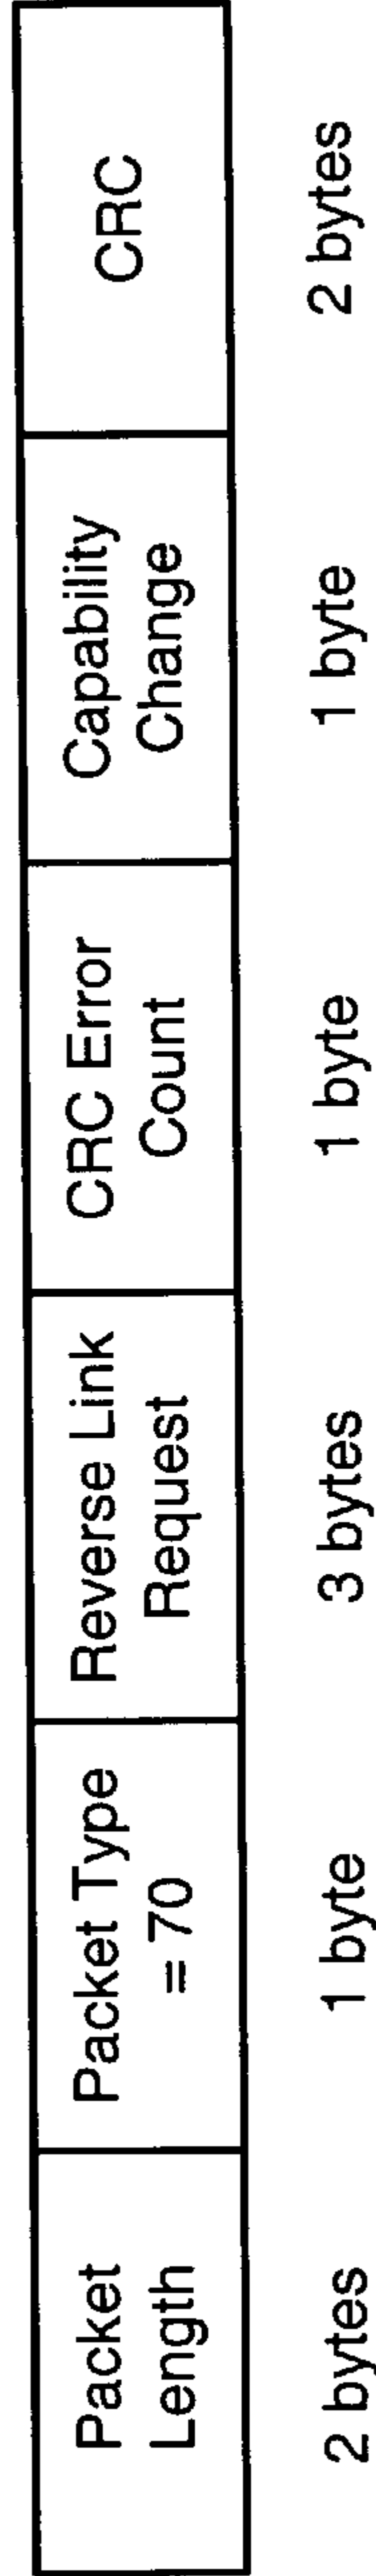 Packet
Length
Packet Type
= 70
Reverse Link
Request
CRC Error
Count
Capability
Change
CRC
2 bytes
1 byte
3 bytes
1 byte
1 byte
2 bytes